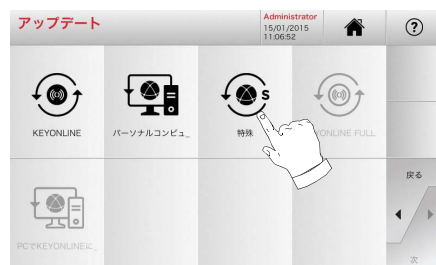 アップデート
Administrator
15/01/2015
11:06:52
?
KEYONLINE
パーソナルコンピュ_
S
特殊
YONLINE FULL
戻る
PCでKEYONLINEに_
次